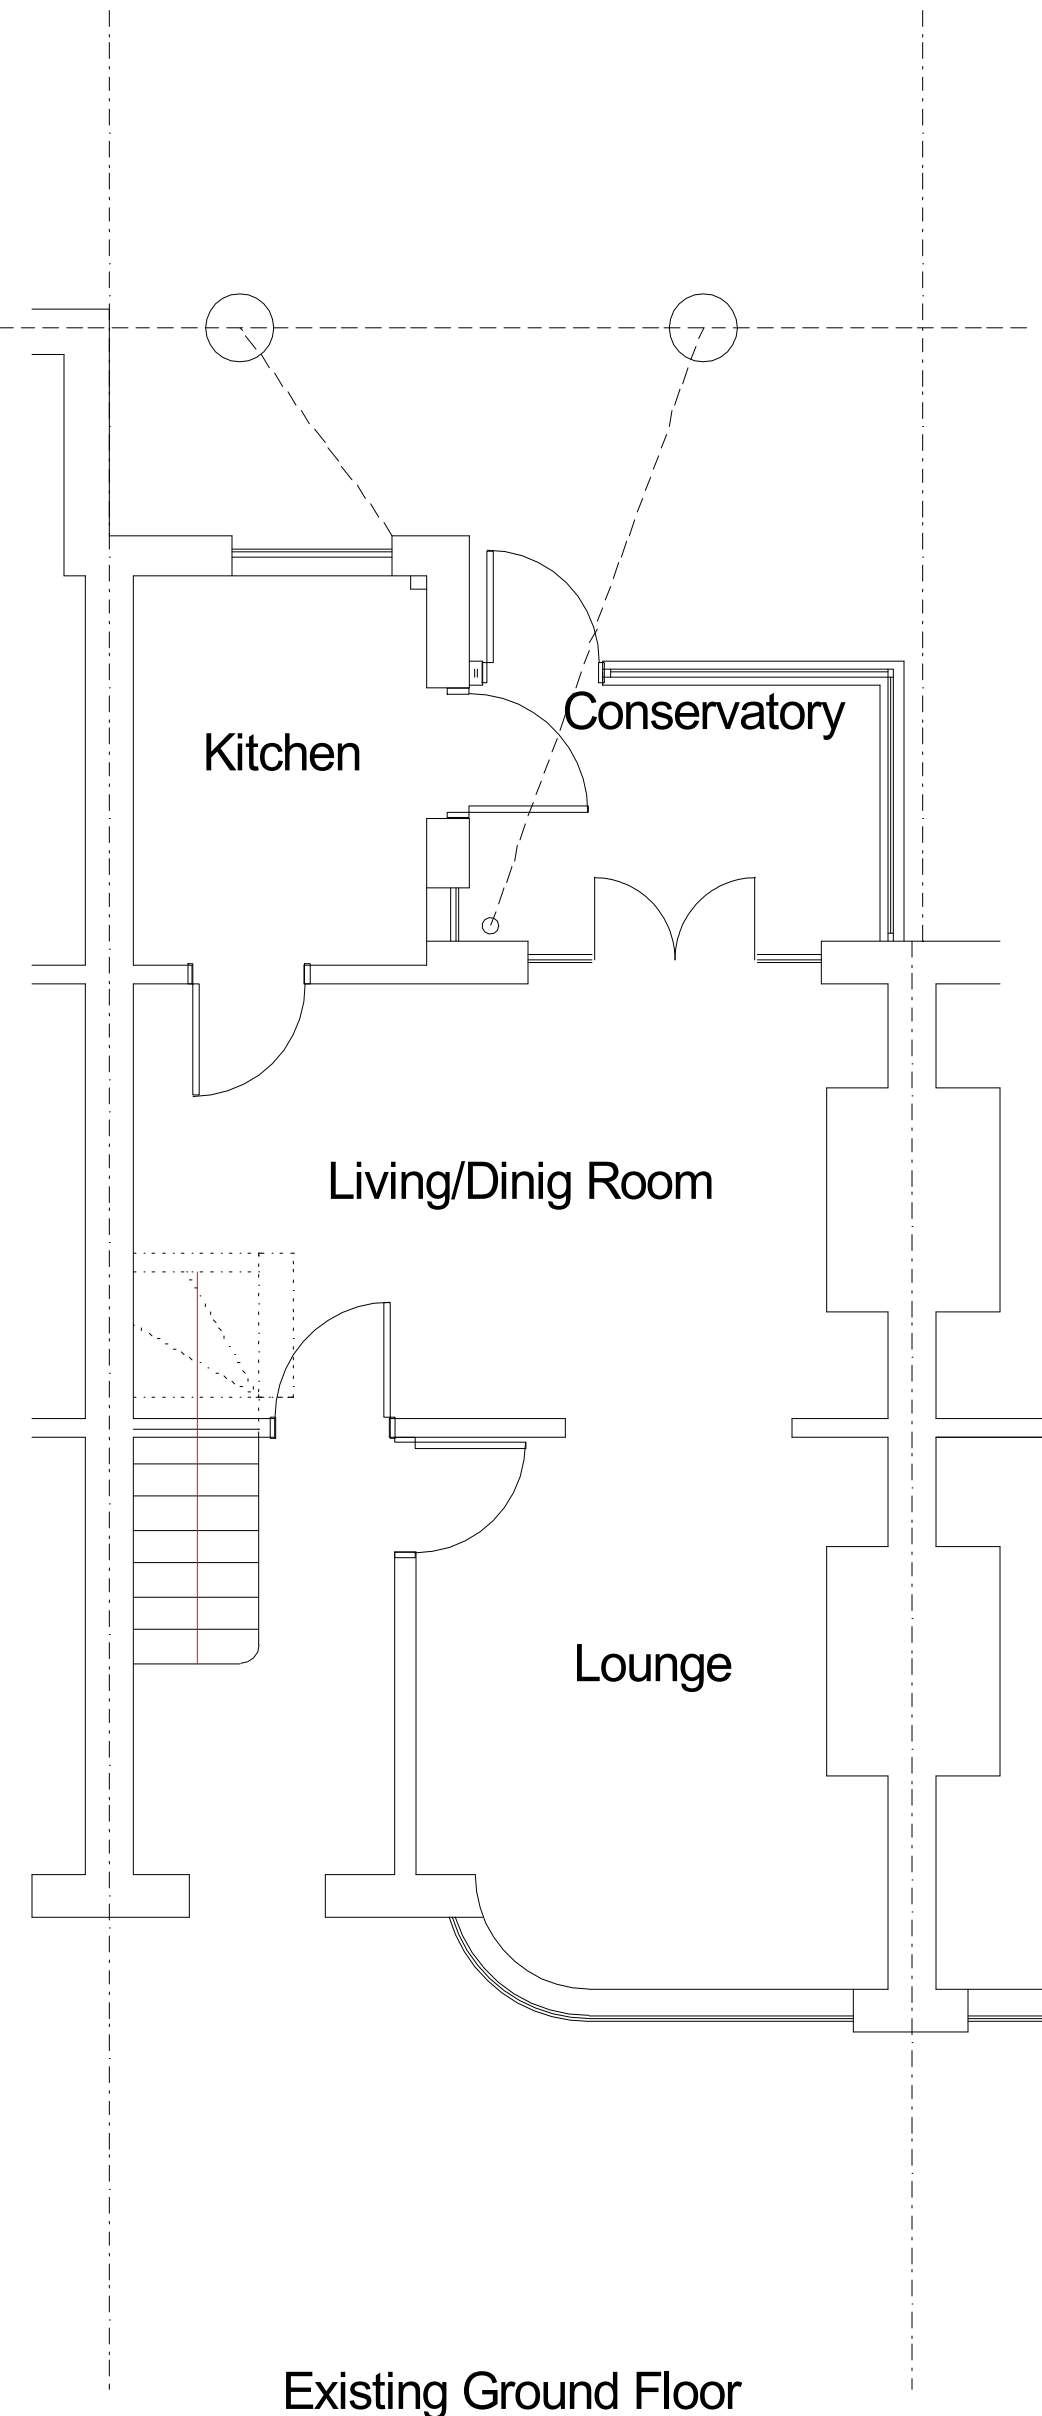 Conservatory
Kitchen
Living/Dinig Room
Lounge
Existing Ground Floor